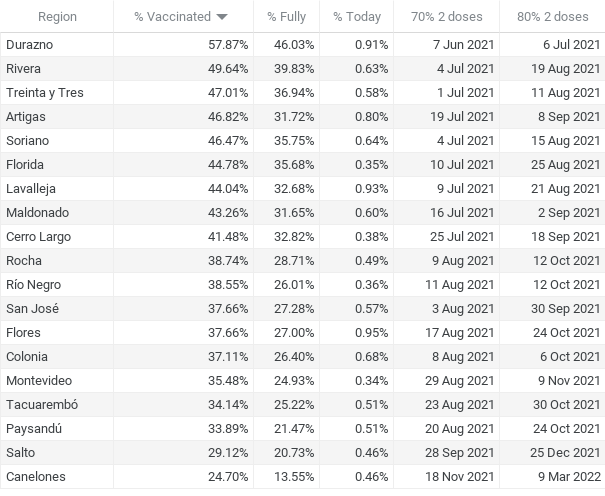 Region % Vaccinated % Fully % Today 70% 2 doses 80% 2 doses
Durazno 57.87% 46.03% 0.91% 7 Jun 2021 6 Jul 2021
Rivera 49.64% 39.83% 0.63% 4 Jul 2021 19 Aug 2021
Treinta y Tres 47.01% 36.94% 0.58% 1 Jul 2021 11 Aug 2021
Artigas 46.82% 31.72% 0.80% 19 Jul 2021 8 Sep 2021
Soriano 46.47% 35.75% 0.64% 4 Jul 2021 15 Aug 2021
Florida 44.78% 35.68% 0.35% 10 Jul 2021 25 Aug 2021
Lavalleja 44.04% 32.68% 0.93% 9 Jul 2021 21 Aug 2021
Maldonado 43.26% 31.65% 0.60% 16 Jul 2021 2 Sep 2021
Cerro Largo 41.48% 32.82% 0.38% 25 Jul 2021 18 Sep 2021
Rocha 38.74% 28.71% 0.49% 9 Aug 2021 12 Oct 2021
Río Negro 38.55% 26.01% 0.36% 11 Aug 2021 12 Oct 2021
San José 37.66% 27.28% 0.57% 3 Aug 2021 30 Sep 2021
Flores 37.66% 27.00% 0.95% 17 Aug 2021 24 Oct 2021
Colonia 37.11% 26.40% 0.68% 8 Aug 2021 6 Oct 2021
Montevideo 35.48% 24.93% 0.34% 29 Aug 2021 9 Nov 2021
Tacuarembó 34.14% 25.22% 0.51% 23 Aug 2021 30 Oct 2021
Paysandú 33.89% 21.47% 0.51% 20 Aug 2021 24 Oct 2021
Salto 29.12% 20.73% 0.46% 28 Sep 2021 25 Dec 2021
Canelones 24.70% 13.55% 0.46% 18 Nov 2021 9 Mar 2022